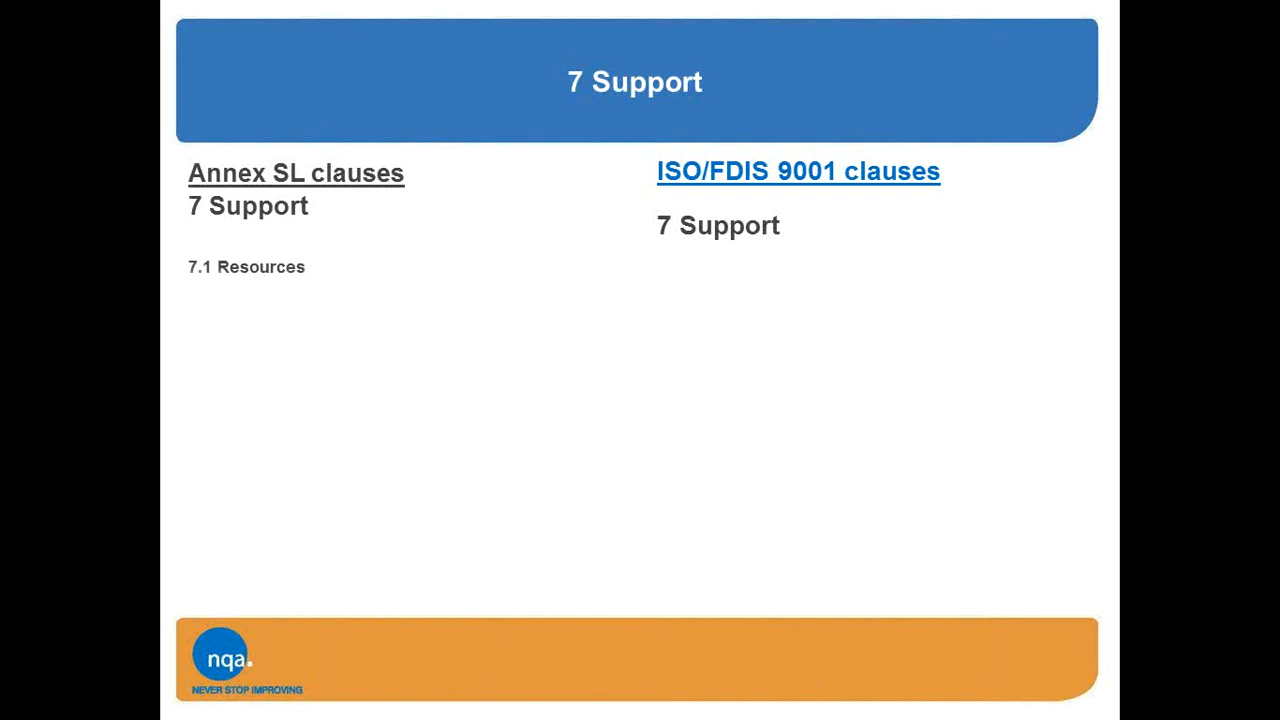 7 Support
Annex SL clauses
7 Support
7.1 Resources
ISO/FDIS 9001 clauses
7 Support
nqa.
NEVER STOP IMPROVING